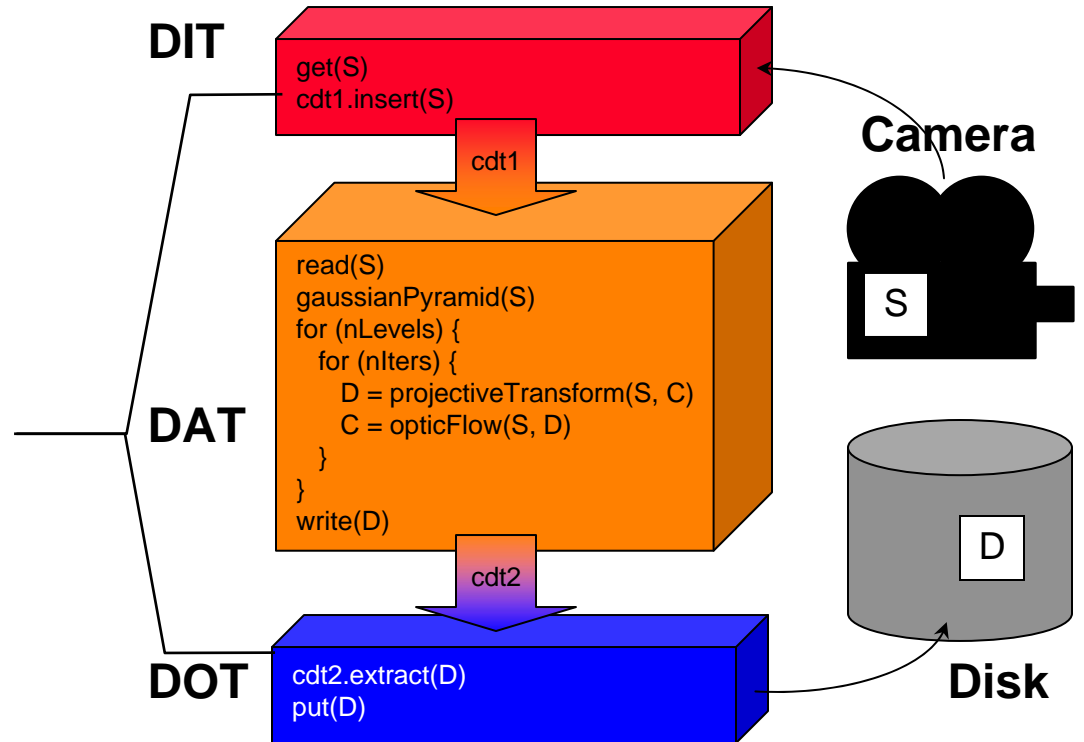 DIT
get(S)
cdt1.insert(S)
cdt1
Camera
S
DAT
read(S)
gaussianPyramid(S)
for (nLevels) {
for (nIters) {
D = projectiveTransform(S, C)
C = opticFlow(S, D)
}
}
write(D)
D
cdt2
DOT
cdt2.extract(D)
put(D)
Disk